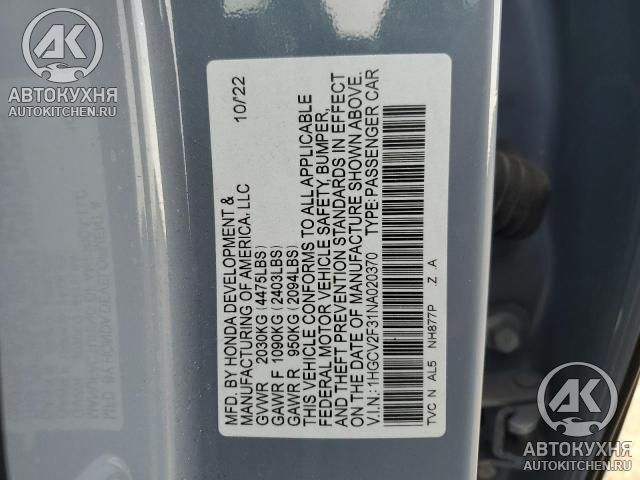 MFD. BY HONDA DEVELOPMENT &
MANUFACTURING OF AMERICA, LLC 10/22
GVWR 2030KG (4475LBS)
GAWR F 1090KG (2403LBS)
GAWR R 950KG (2094LBS)
THIS VEHICLE CONFORMS TO ALL APPLICABLE
FEDERAL MOTOR VEHICLE SAFETY, BUMPER,
AND THEFT PREVENTION STANDARDS IN EFFECT
ON THE DATE OF MANUFACTURE SHOWN ABOVE.
V.I.N.: 1HGCV2F31NA020370 TYPE: PASSENGER CAR
TVC N AL5 NH877P Z A
АК
АВТОКУХНЯ
AUTOKITCHEN.RU
АК
АВТОКУХНЯ
AUTOKITCHEN.RU